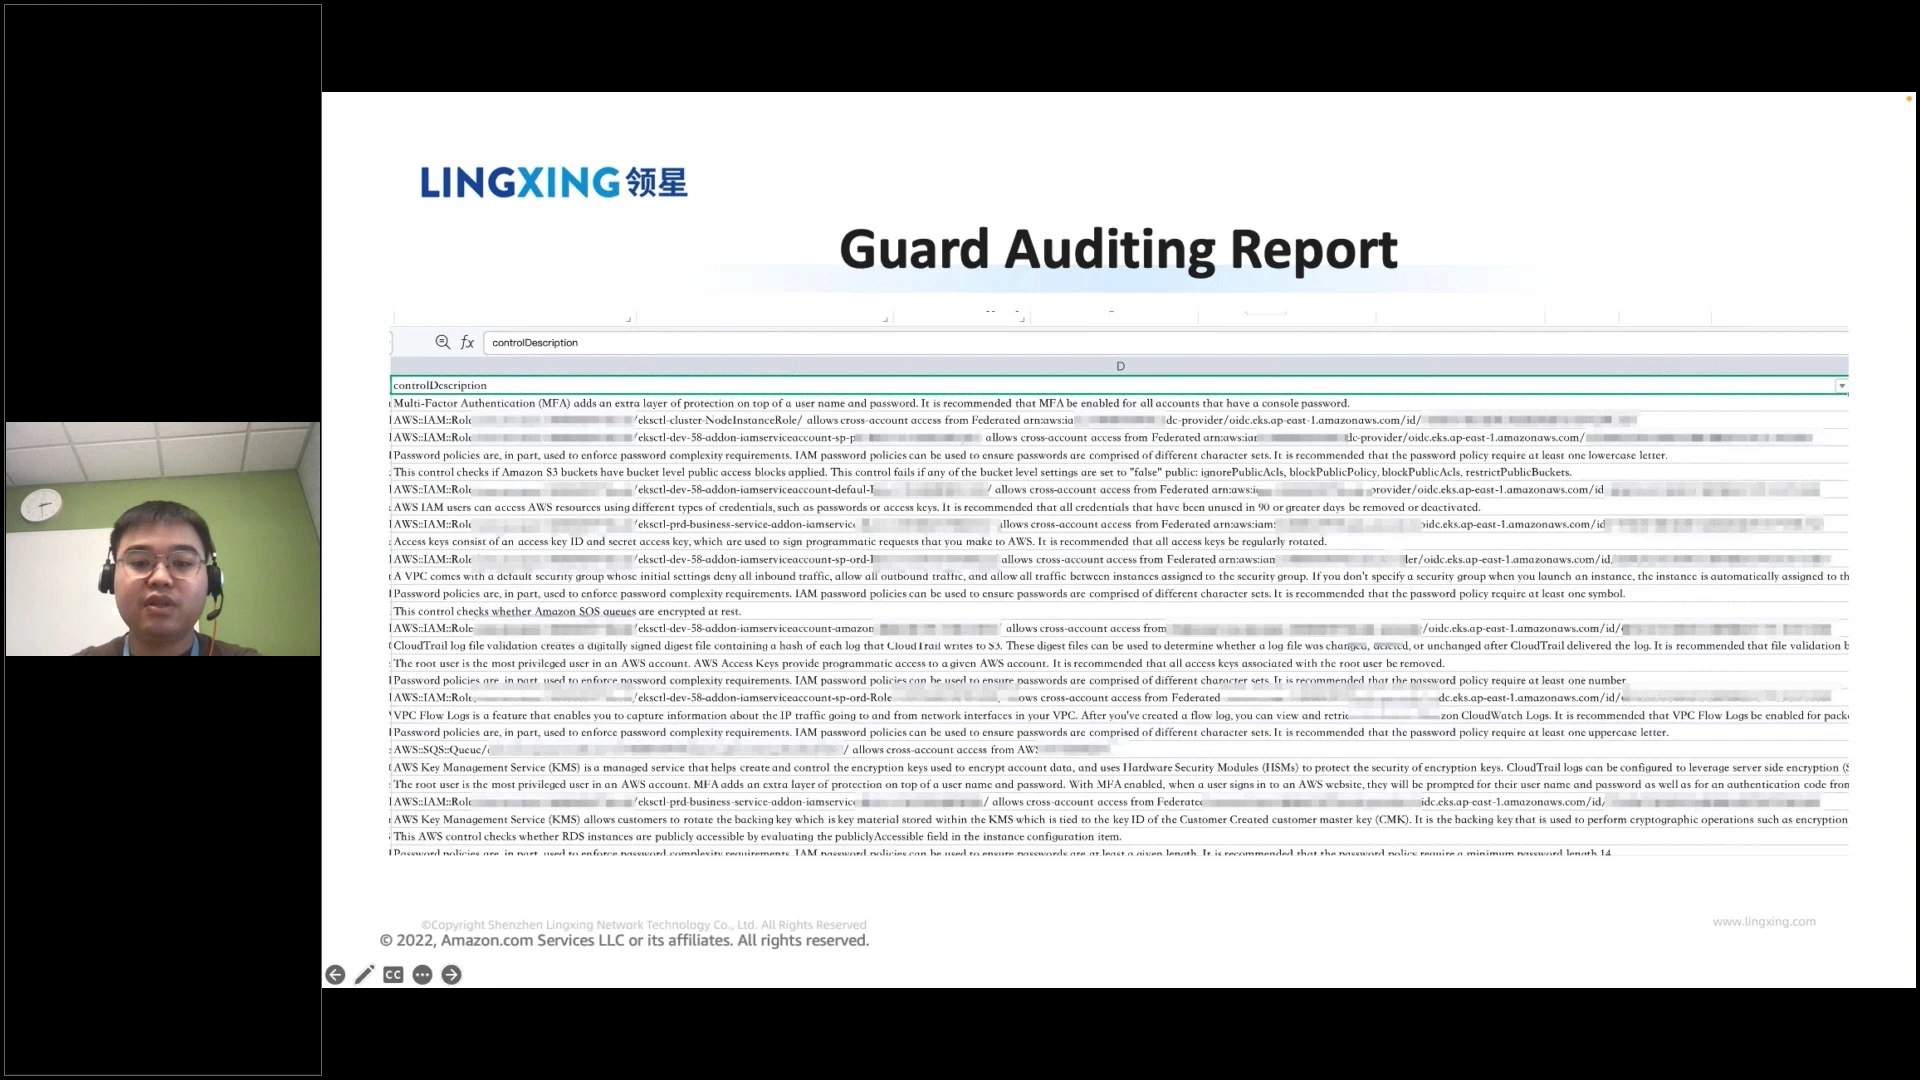 LINGXING领星
Guard Auditing Report
fx controlDescription
D
controlDescription
Multi-Factor Authentication (MFA) adds an extra layer of protection on top of a user name and password. It is recommended that MFA be enabled for all accounts that have a console password.
AWS::IAM::Role /eksctl-cluster-NodeInstanceRole/ allows cross-account access from Federated arn:aws:ia dc-provider/oidc.eks.ap-east-1.amazonaws.com/id/
AWS::IAM::Role /eksctl-dev-58-addon-iamserviceaccount-sp-p allows cross-account access from Federated arn:aws:iar dc-provider/oidc.eks.ap-east-1.amazonaws.com/
Password policies are, in part, used to enforce password complexity requirements. IAM password policies can be used to ensure passwords are comprised of different character sets. It is recommended that the password policy require at least one lowercase letter.
This control checks if Amazon S3 buckets have bucket level public access blocks applied. This control fails if any of the bucket level settings are set to "false" public: ignorePublicAcls, blockPublicPolicy, blockPublicAcls, restrictPublicBuckets.
AWS::IAM::Role /eksctl-dev-58-addon-iamserviceaccount-defaul- / allows cross-account access from Federated arn:aws:i provider/oidc.eks.ap-east-1.amazonaws.com/id
AWS IAM users can access AWS resources using different types of credentials, such as passwords or access keys. It is recommended that all credentials that have been unused in 90 or greater days be removed or deactivated.
AWS::IAM::Role /eksctl-prd-business-service-addon-iamservice allows cross-account access from Federated arn:aws:iam: oidc.eks.ap-east-1.amazonaws.com/id
Access keys consist of an access key ID and secret access key, which are used to sign programmatic requests that you make to AWS. It is recommended that all access keys be regularly rotated.
AWS::IAM::Role /eksctl-dev-58-addon-iamserviceaccount-sp-ord- allows cross-account access from Federated arn:aws:ian der/oidc.eks.ap-east-1.amazonaws.com/id
A VPC comes with a default security group whose initial settings deny all inbound traffic, allow all outbound traffic, and allow all traffic between instances assigned to the security group. If you don't specify a security group when you launch an instance, the instance is automatically assigned to th
Password policies are, in part, used to enforce password complexity requirements. IAM password policies can be used to ensure passwords are comprised of different character sets. It is recommended that the password policy require at least one symbol.
This control checks whether Amazon SQS queues are encrypted at rest.
AWS::IAM::Role /eksctl-dev-58-addon-iamserviceaccount-amazon allows cross-account access from /oidc.eks.ap-east-1.amazonaws.com/id/
CloudTrail log file validation creates a digitally signed digest file containing a hash of each log that CloudTrail writes to S3. These digest files can be used to determine whether a log file was changed, deleted, or unchanged after CloudTrail delivered the log. It is recommended that file validation b
The root user is the most privileged user in an AWS account. AWS Access Keys provide programmatic access to a given AWS account. It is recommended that all access keys associated with the root user be removed.
Password policies are, in part, used to enforce password complexity requirements. IAM password policies can be used to ensure passwords are comprised of different character sets. It is recommended that the password policy require at least one number.
AWS::IAM::Role /eksctl-dev-58-addon-iamserviceaccount-sp-ord-Role ows cross-account access from Federated dc.eks.ap-east-1.amazonaws.com/id/
VPC Flow Logs is a feature that enables you to capture information about the IP traffic going to and from network interfaces in your VPC. After you've created a flow log, you can view and retrie zon CloudWatch Logs. It is recommended that VPC Flow Logs be enabled for pack
Password policies are, in part, used to enforce password complexity requirements. IAM password policies can be used to ensure passwords are comprised of different character sets. It is recommended that the password policy require at least one uppercase letter.
AWS::SQS::Queue/ / allows cross-account access from AWS
AWS Key Management Service (KMS) is a managed service that helps create and control the encryption keys used to encrypt account data, and uses Hardware Security Modules (HSMs) to protect the security of encryption keys. CloudTrail logs can be configured to leverage server side encryption (S
The root user is the most privileged user in an AWS account. MFA adds an extra layer of protection on top of a user name and password. With MFA enabled, when a user signs in to an AWS website, they will be prompted for their user name and password as well as for an authentication code from
AWS::IAM::Role /eksctl-prd-business-service-addon-iamservice / allows cross-account access from Federated idc.eks.ap-east-1.amazonaws.com/id/
AWS Key Management Service (KMS) allows customers to rotate the backing key which is key material stored within the KMS which is tied to the key ID of the Customer Created customer master key (CMK). It is the backing key that is used to perform cryptographic operations such as encryption
This AWS control checks whether RDS instances are publicly accessible by evaluating the publiclyAccessible field in the instance configuration item.
Password policies are, in part, used to enforce password complexity requirements. IAM password policies can be used to ensure passwords are at least a given length. It is recommended that the password policy require a minimum password length 14.
©Copyright Shenzhen Lingxing Network Technology Co., Ltd. All Rights Reserved
www.lingxing.com
© 2022, Amazon.com Services LLC or its affiliates. All rights reserved.
CC